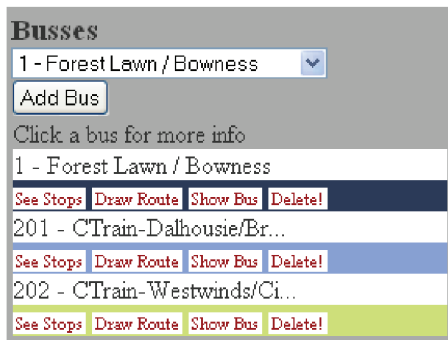 Busses
1 - Forest Lawn / Bowness
Add Bus
Click a bus for more info
1 - Forest Lawn / Bowness
See Stops Draw Route Show Bus Delete!
201 - CTrain-Dalhousie/Br...
See Stops Draw Route Show Bus Delete!
202 - CTrain-Westwinds/Ci...
See Stops Draw Route Show Bus Delete!